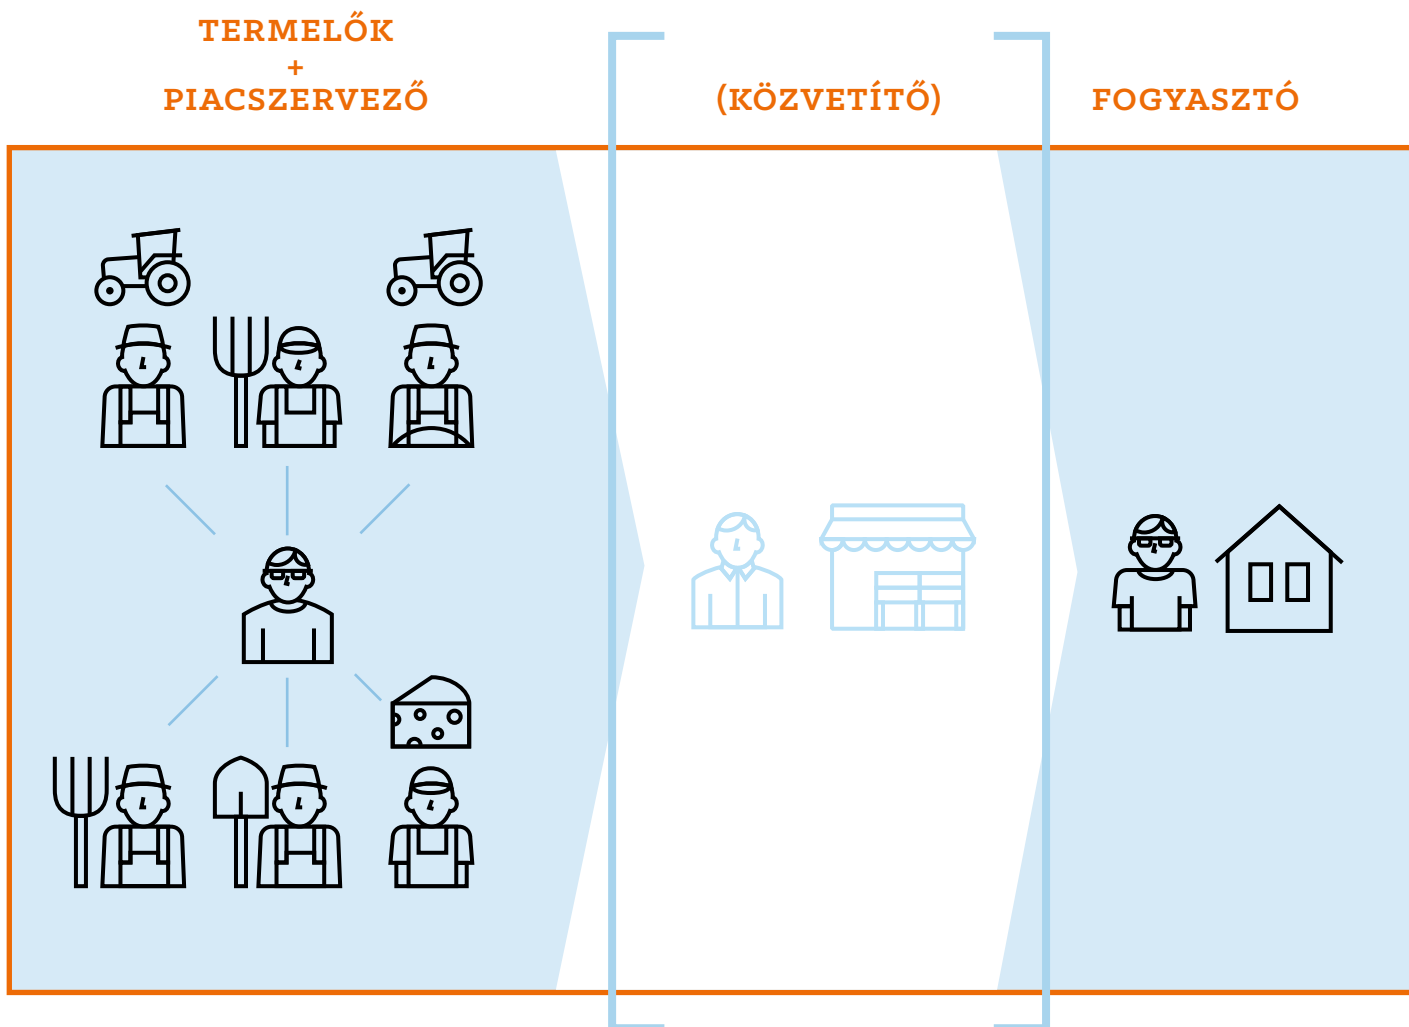 TERMELŐK
+
PIACSZERVEZŐ
(KÖZVETÍTŐ)
FOGYASZTÓ